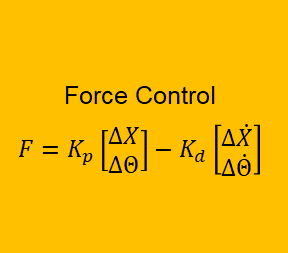 Force Control
F = K_p [ΔX ΔΘ] − K_d [ΔẊ ΔΘ̇]